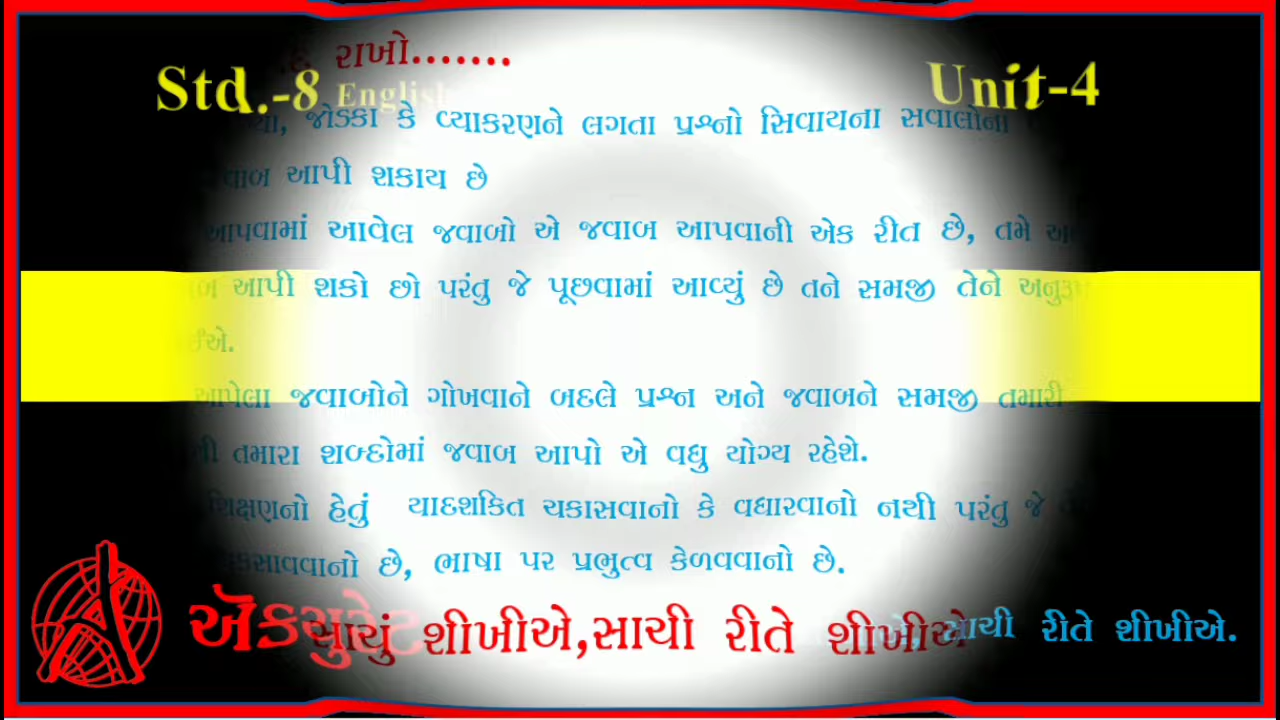 રાખો.......
Std.-8 English
Unit-4
જોડકા કે વ્યાકરણને લગતા પ્રશ્નો સિવાયના સવાલોના
આપી શકાય છે
આપવામાં આવેલ જવાબો એ જવાબ આપવાની એક રીત છે, તમે
આપી શકો છો પરંતુ જે પૂછવામાં આવ્યું છે તને સમજી તેને
આપેલા જવાબોને ગોખવાને બદલે પ્રશ્ન અને જવાબને સમજી તમારી
તમારા શબ્દોમાં જવાબ આપો એ વધુ યોગ્ય રહેશે.
શિક્ષણનો હેતું યાદશકિત ચકાસવાનો કે વધારવાનો નથી પરંતુ જે
છે, ભાષા પર પ્રભુત્વ કેળવવાનો છે.
ઍક્યુરેટ
સાચું શીખીએ,સાચી રીતે શીખીએ
સાચી રીતે શીખીએ.